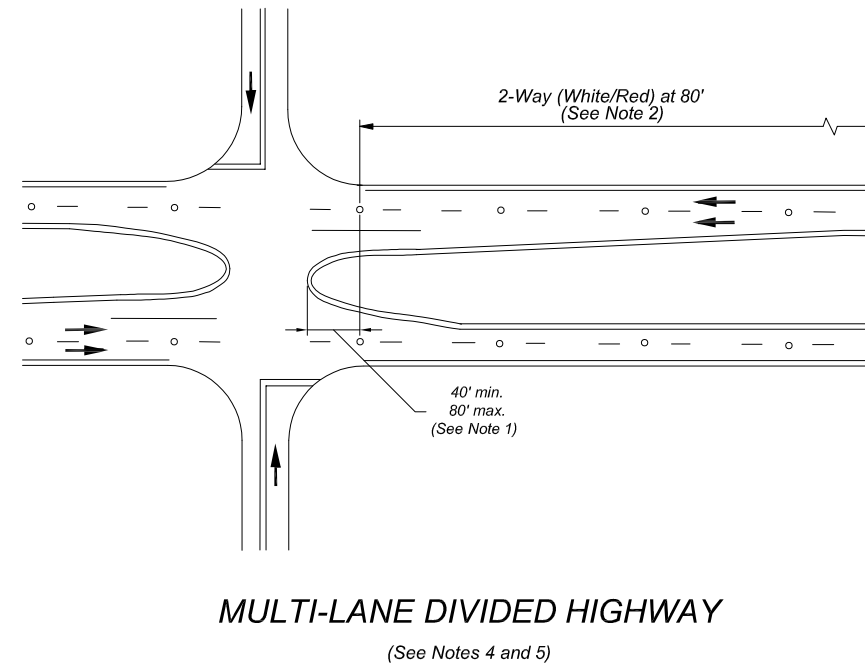 2-Way (White/Red) at 80'
(See Note 2)
40' min.
80' max.
(See Note 1)
MULTI-LANE DIVIDED HIGHWAY
(See Notes 4 and 5)